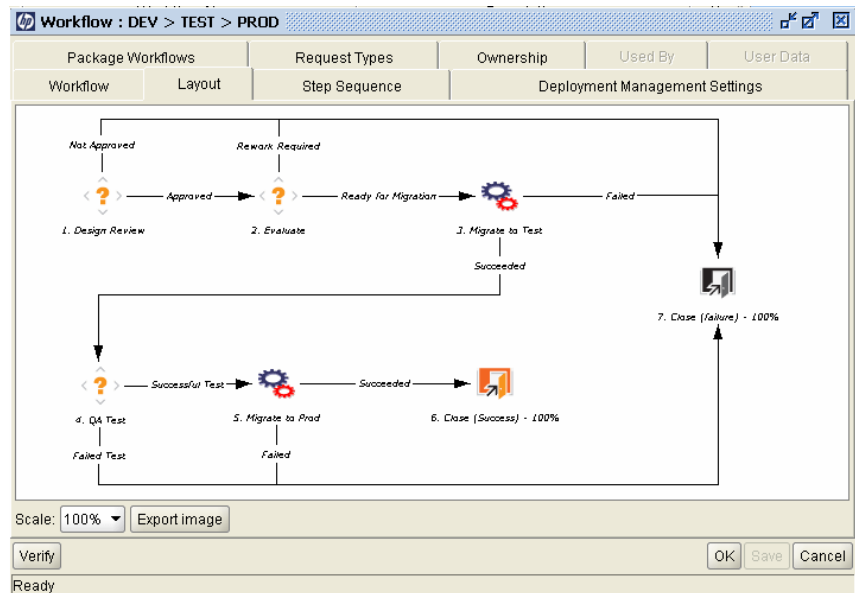 hp Workflow : DEV > TEST > PROD
Package Workflows Request Types Ownership Used By User Data
Workflow Layout Step Sequence Deployment Management Settings
Not Approved Rework Required
Approved Ready for Migration Failed
1. Design Review 2. Evaluate 3. Migrate to Test
Succeeded
7. Close (failure) - 100%
Successful Test Succeeded
4. QA Test 5. Migrate to Prod 6. Close (Success) - 100%
Failed Test Failed
Scale: 100% Export image
Verify OK Save Cancel
Ready